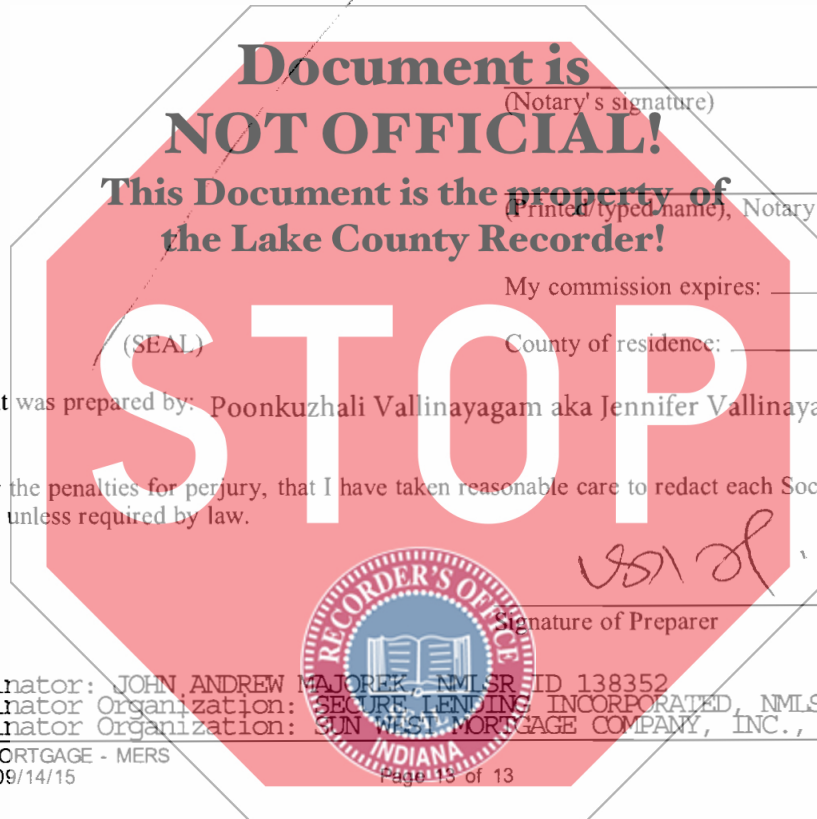 Document is
(Notary's signature)
NOT OFFICIAL!
This Document is the property of
(Printed/typed name), Notary
the Lake County Recorder!
My commission expires:
STOP
(SEAL)
County of residence:
t was prepared by: Poonkuzhali Vallinayagam aka Jennifer Vallinaya
the penalties for perjury, that I have taken reasonable care to redact each Soc
unless required by law.
Signature of Preparer
RECORDER'S OFFICE
SEAL
INDIANA
nator: JOHN ANDREW MAJOREK, NMLSR ID 138352
nator Organization: SECURE LENDING INCORPORATED, NMLS
nator Organization: SUN WEST MORTGAGE COMPANY, INC.,
ORTGAGE - MERS
09/14/15
Page 13 of 13